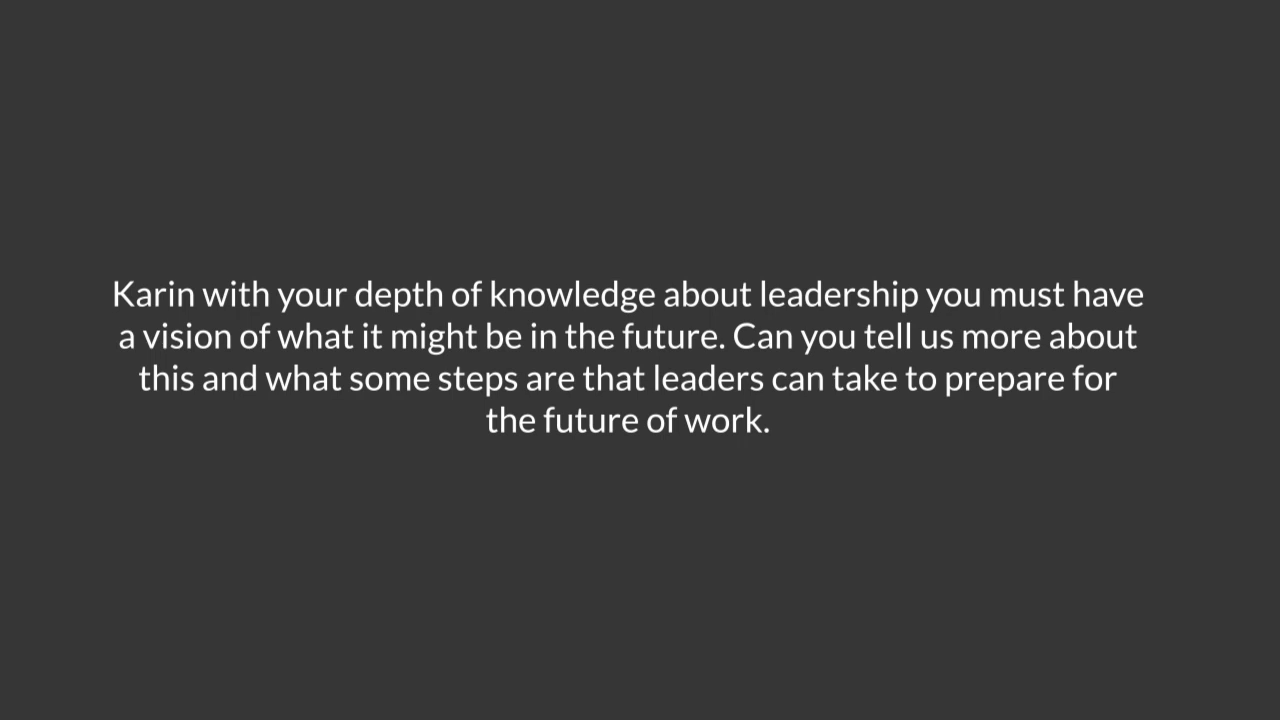 Karin with your depth of knowledge about leadership you must have
a vision of what it might be in the future. Can you tell us more about
this and what some steps are that leaders can take to prepare for
the future of work.